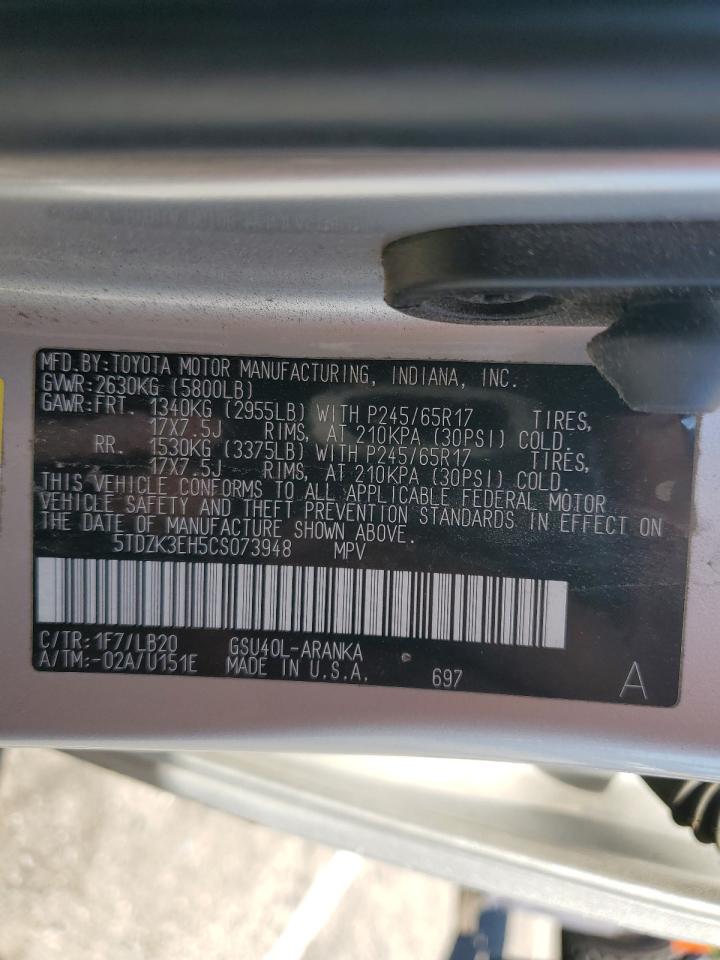 MFD.BY:TOYOTA MOTOR MANUFACTURING, INDIANA, INC.
GVWR:2630KG (5800LB)
GAWR:FRT. 1340KG (2955LB) WITH P245/65R17 TIRES,
17X7.5J RIMS, AT 210KPA (30PSI) COLD.
RR. 1530KG (3375LB) WITH P245/65R17 TIRES,
17X7.5J RIMS, AT 210KPA (30PSI) COLD.
THIS VEHICLE CONFORMS TO ALL APPLICABLE FEDERAL MOTOR
VEHICLE SAFETY AND THEFT PREVENTION STANDARDS IN EFFECT ON
THE DATE OF MANUFACTURE SHOWN ABOVE.
5TDZK3EH5CS073948 MPV
C/TR:1F7/LB20 GSU40L-ARANKA
A/TM:-02A/U151E MADE IN U.S.A. 697 A